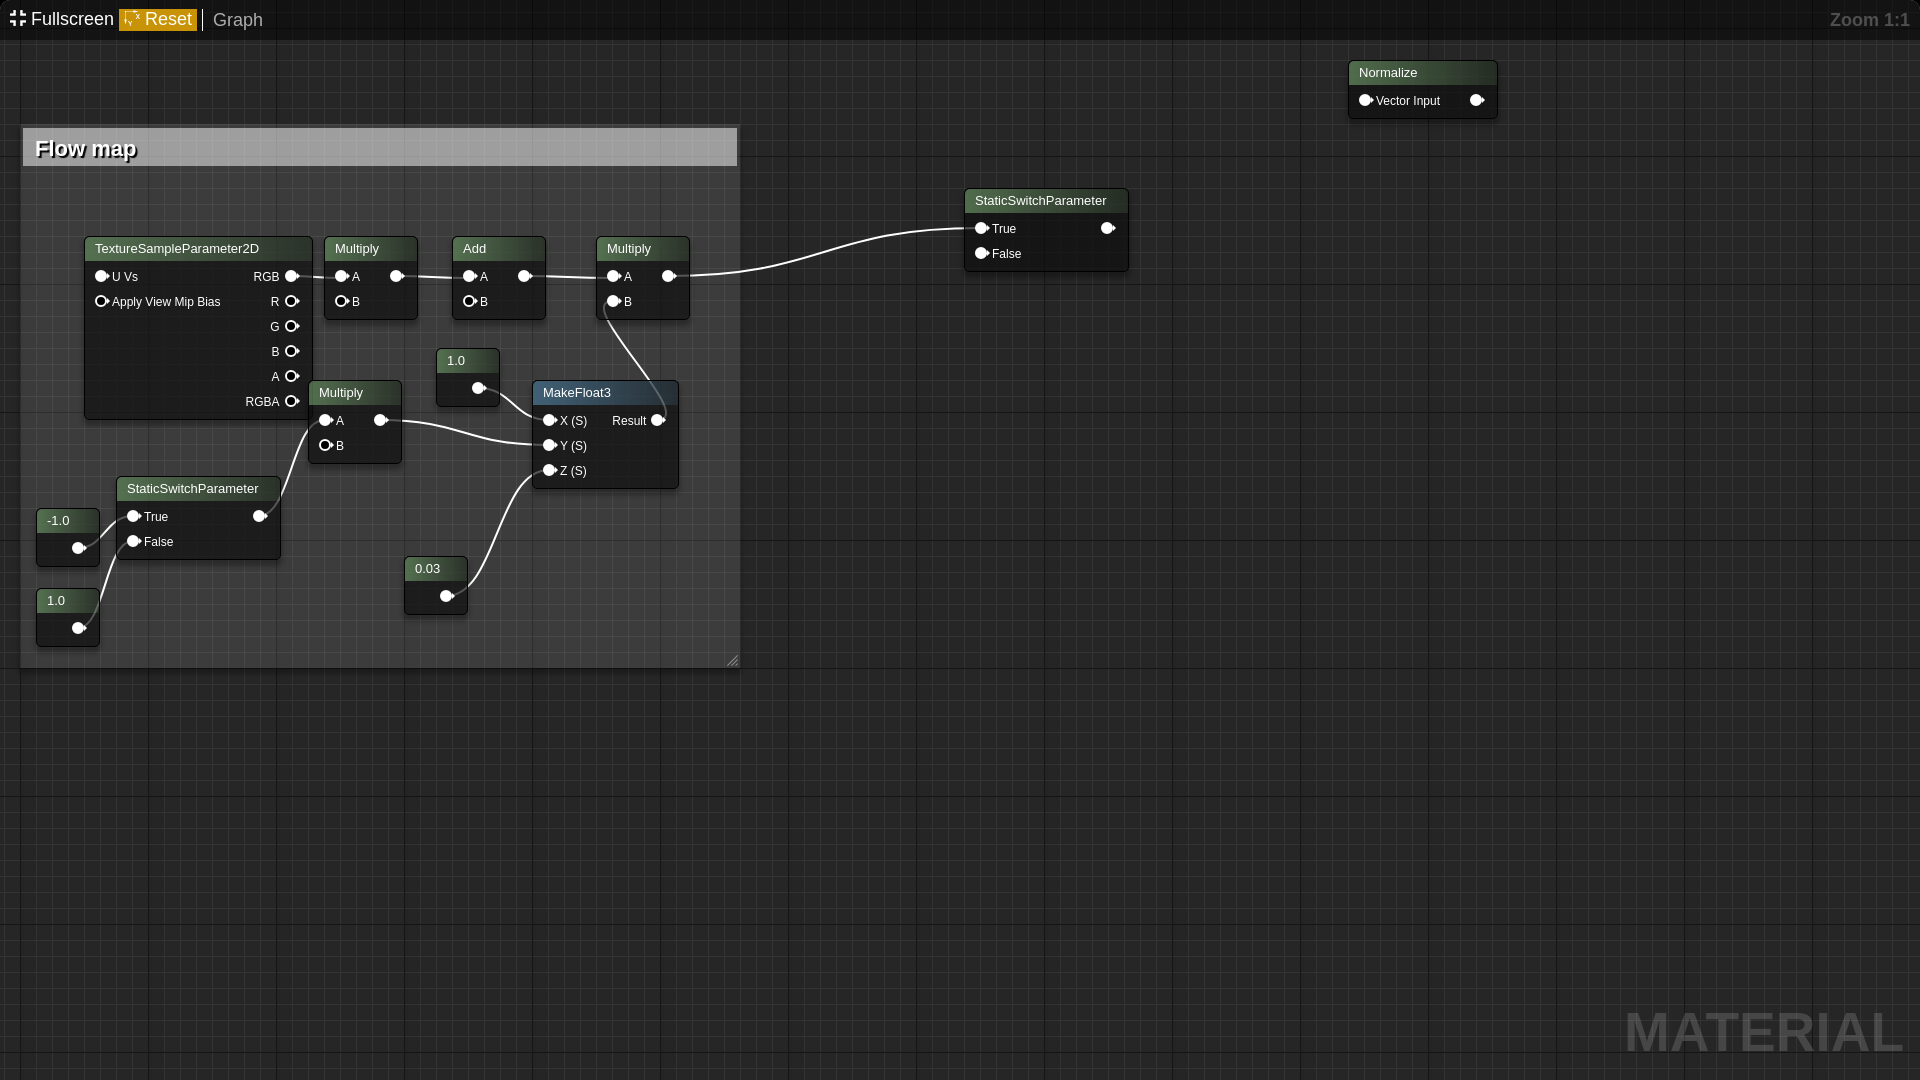 Fullscreen Reset Graph
Zoom 1:1
Normalize
Vector Input
Flow map
StaticSwitchParameter
True
False
TextureSampleParameter2D
U Vs RGB
Apply View Mip Bias R
G
B
A
RGBA
Multiply
A
B
Add
A
B
Multiply
A
B
1.0
Multiply
A
B
MakeFloat3
X (S) Result
Y (S)
Z (S)
StaticSwitchParameter
True
False
-1.0
1.0
0.03
MATERIAL